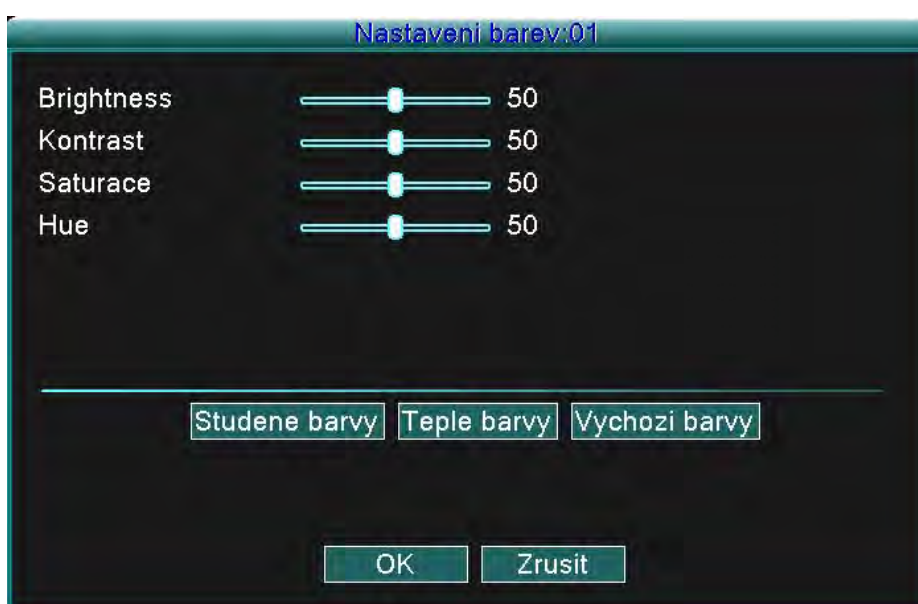 Nastaveni barev:01
Brightness 50
Kontrast 50
Saturace 50
Hue 50
Studene barvy Teple barvy Vychozi barvy
OK Zrusit